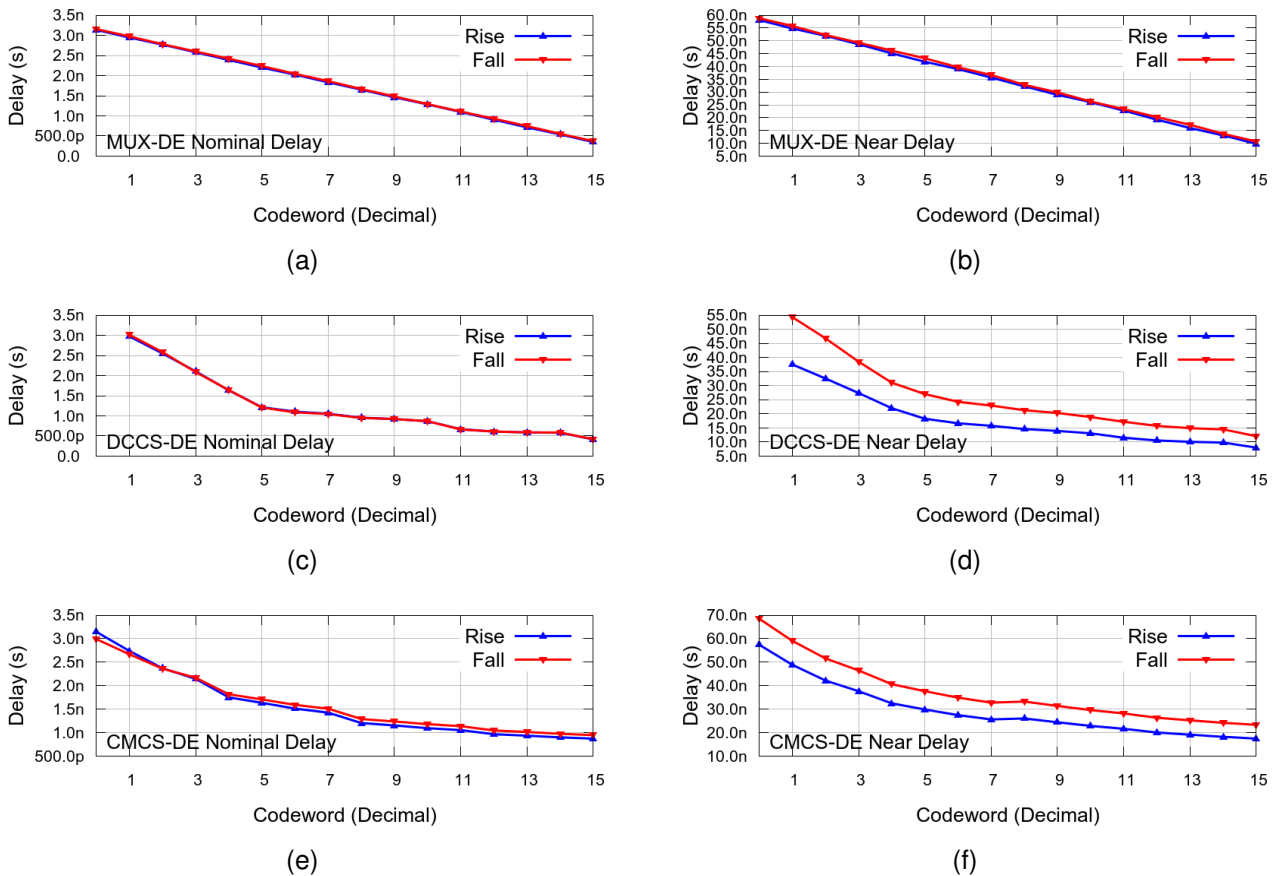 3.5n
3.0n
2.5n
2.0n
1.5n
1.0n
500.0p
0.0
Delay (s)
Rise
Fall
MUX-DE Nominal Delay
1 3 5 7 9 11 13 15
Codeword (Decimal)
(a)
60.0n
55.0n
50.0n
45.0n
40.0n
35.0n
30.0n
25.0n
20.0n
15.0n
10.0n
5.0n
Delay (s)
Rise
Fall
MUX-DE Near Delay
1 3 5 7 9 11 13 15
Codeword (Decimal)
(b)
3.5n
3.0n
2.5n
2.0n
1.5n
1.0n
500.0p
0.0
Delay (s)
Rise
Fall
DCCS-DE Nominal Delay
1 3 5 7 9 11 13 15
Codeword (Decimal)
(c)
55.0n
50.0n
45.0n
40.0n
35.0n
30.0n
25.0n
20.0n
15.0n
10.0n
5.0n
Delay (s)
Rise
Fall
DCCS-DE Near Delay
1 3 5 7 9 11 13 15
Codeword (Decimal)
(d)
3.5n
3.0n
2.5n
2.0n
1.5n
1.0n
500.0p
Delay (s)
Rise
Fall
CMCS-DE Nominal Delay
1 3 5 7 9 11 13 15
Codeword (Decimal)
(e)
70.0n
60.0n
50.0n
40.0n
30.0n
20.0n
10.0n
Delay (s)
Rise
Fall
CMCS-DE Near Delay
1 3 5 7 9 11 13 15
Codeword (Decimal)
(f)